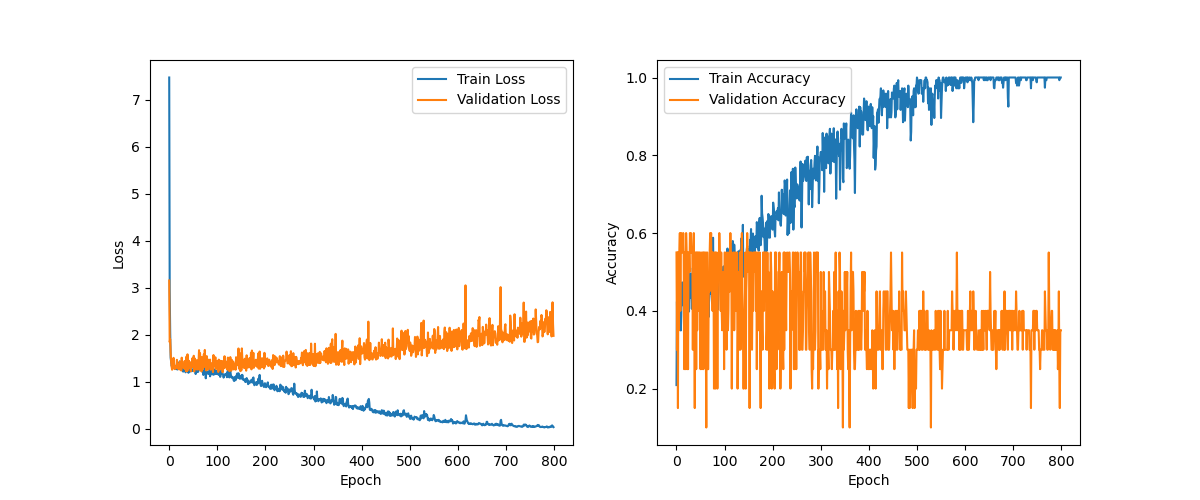 Train Loss
Validation Loss
7
6
5
4
3
2
1
0
Loss
0 100 200 300 400 500 600 700 800
Epoch
Train Accuracy
Validation Accuracy
1.0
0.8
0.6
0.4
0.2
Accuracy
0 100 200 300 400 500 600 700 800
Epoch